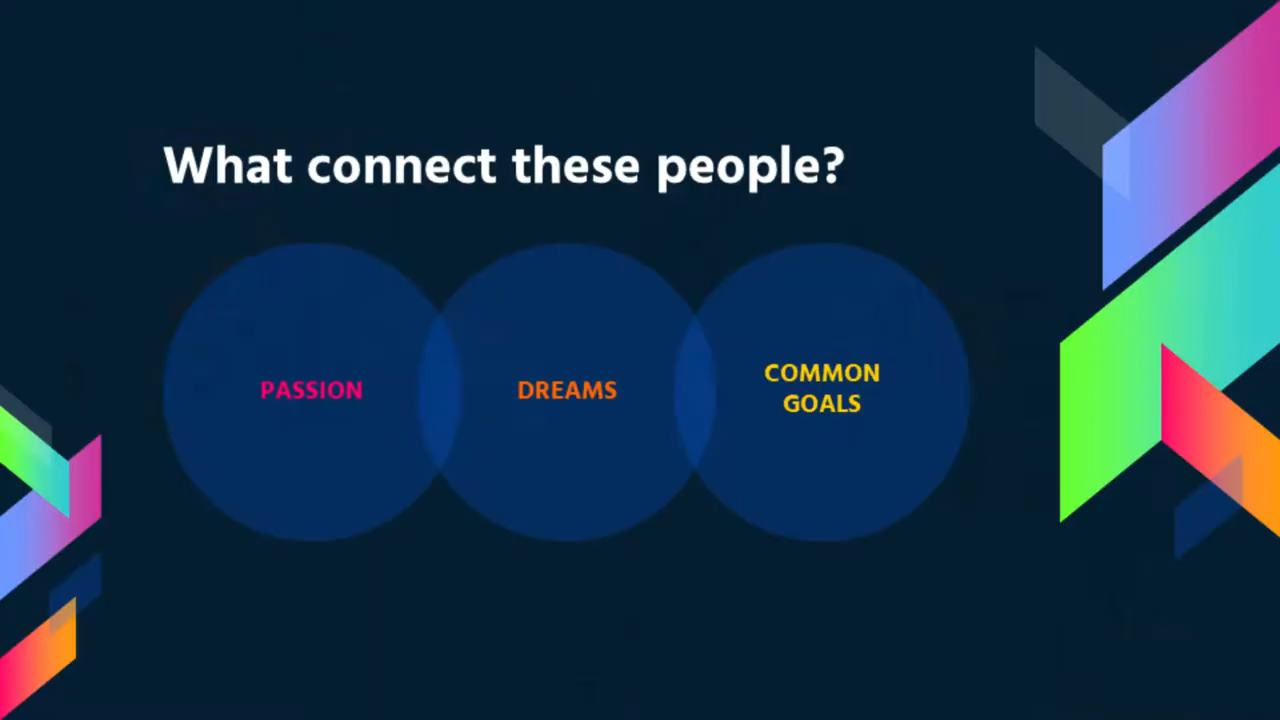 What connect these people?
PASSION
DREAMS
COMMON
GOALS